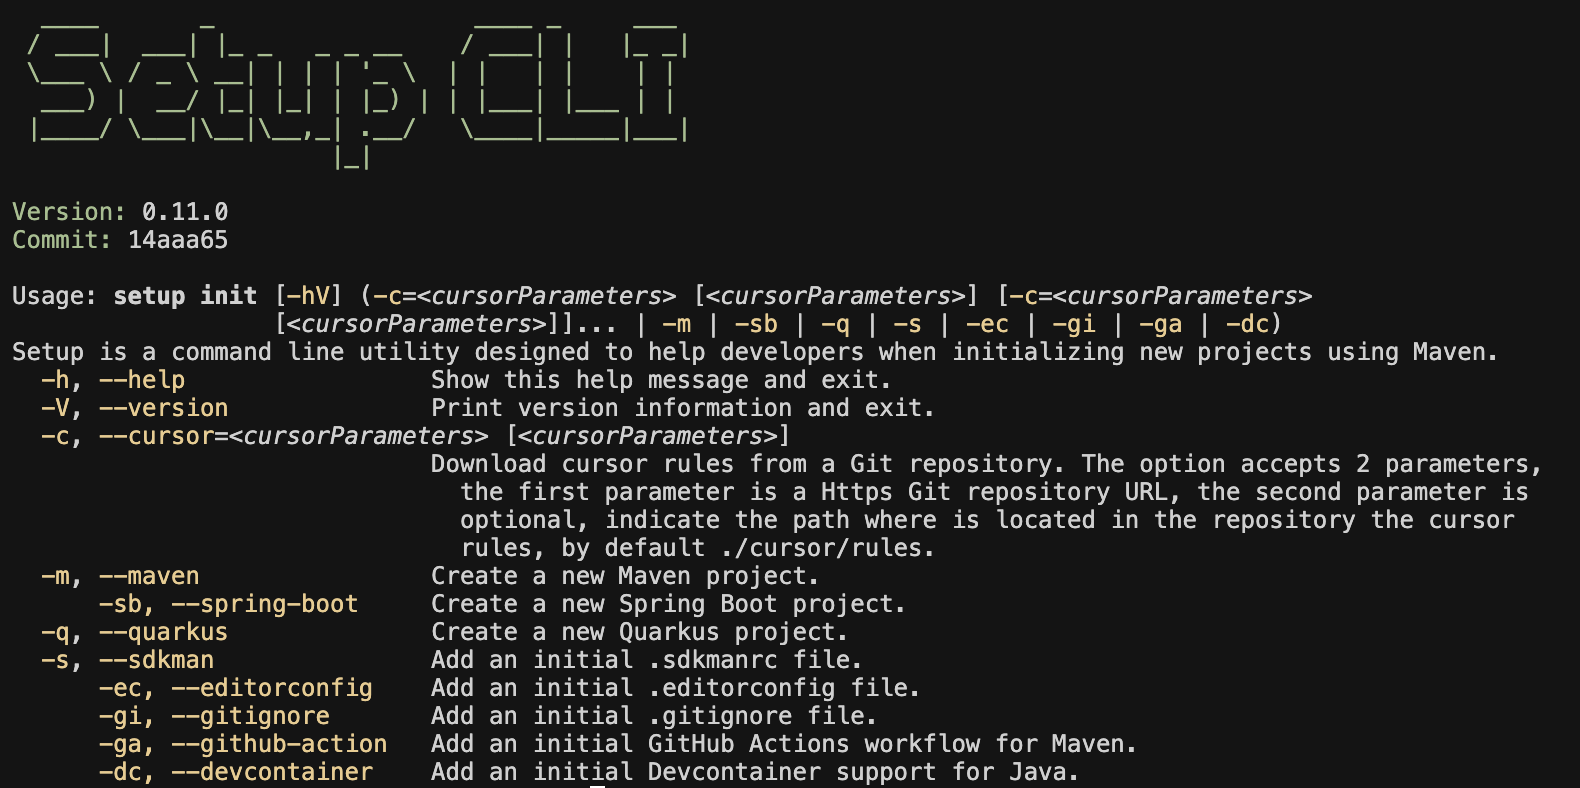 Setup CLI
Version: 0.11.0
Commit: 14aaa65
Usage: setup init [-hV] (-c=<cursorParameters> [<cursorParameters>] [-c=<cursorParameters>
[<cursorParameters>]]... | -m | -sb | -q | -s | -ec | -gi | -ga | -dc)
Setup is a command line utility designed to help developers when initializing new projects using Maven.
-h, --help Show this help message and exit.
-V, --version Print version information and exit.
-c, --cursor=<cursorParameters> [<cursorParameters>]
Download cursor rules from a Git repository. The option accepts 2 parameters,
the first parameter is a Https Git repository URL, the second parameter is
optional, indicate the path where is located in the repository the cursor
rules, by default ./cursor/rules.
-m, --maven Create a new Maven project.
-sb, --spring-boot Create a new Spring Boot project.
-q, --quarkus Create a new Quarkus project.
-s, --sdkman Add an initial .sdkmanrc file.
-ec, --editorconfig Add an initial .editorconfig file.
-gi, --gitignore Add an initial .gitignore file.
-ga, --github-action Add an initial GitHub Actions workflow for Maven.
-dc, --devcontainer Add an initial Devcontainer support for Java.